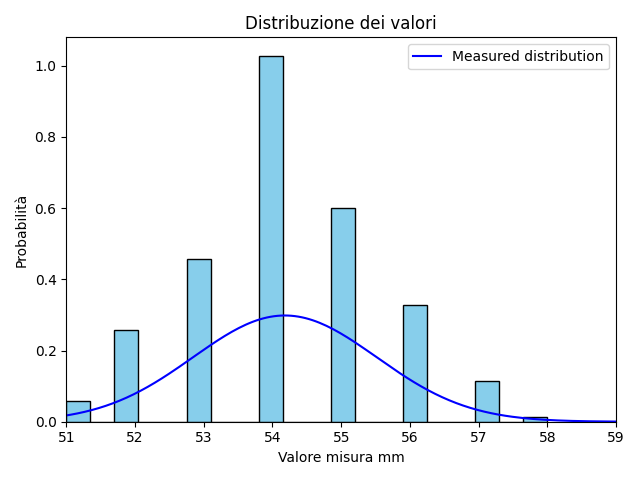 Distribuzione dei valori
Measured distribution
Probabilità
1.0
0.8
0.6
0.4
0.2
0.0
51 52 53 54 55 56 57 58 59
Valore misura mm